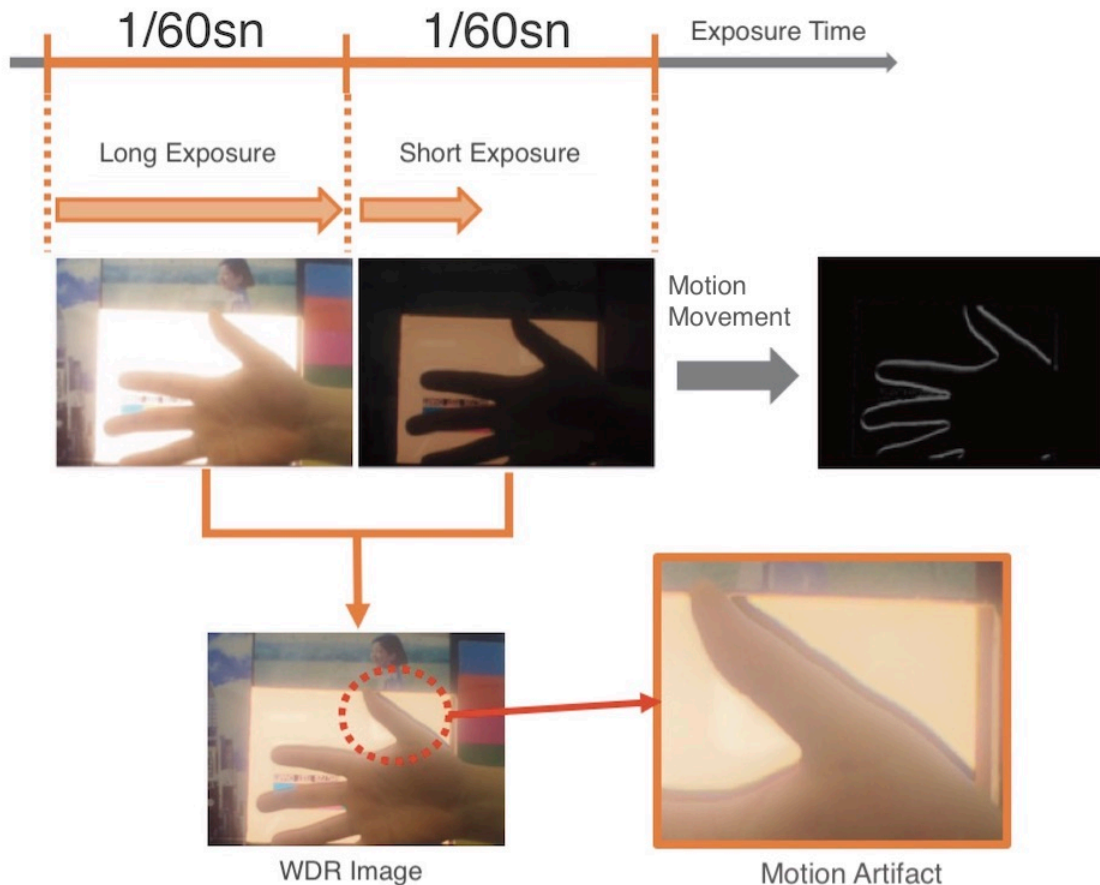 1/60sn
1/60sn
Exposure Time
Long Exposure
Short Exposure
Motion
Movement
WDR Image
Motion Artifact